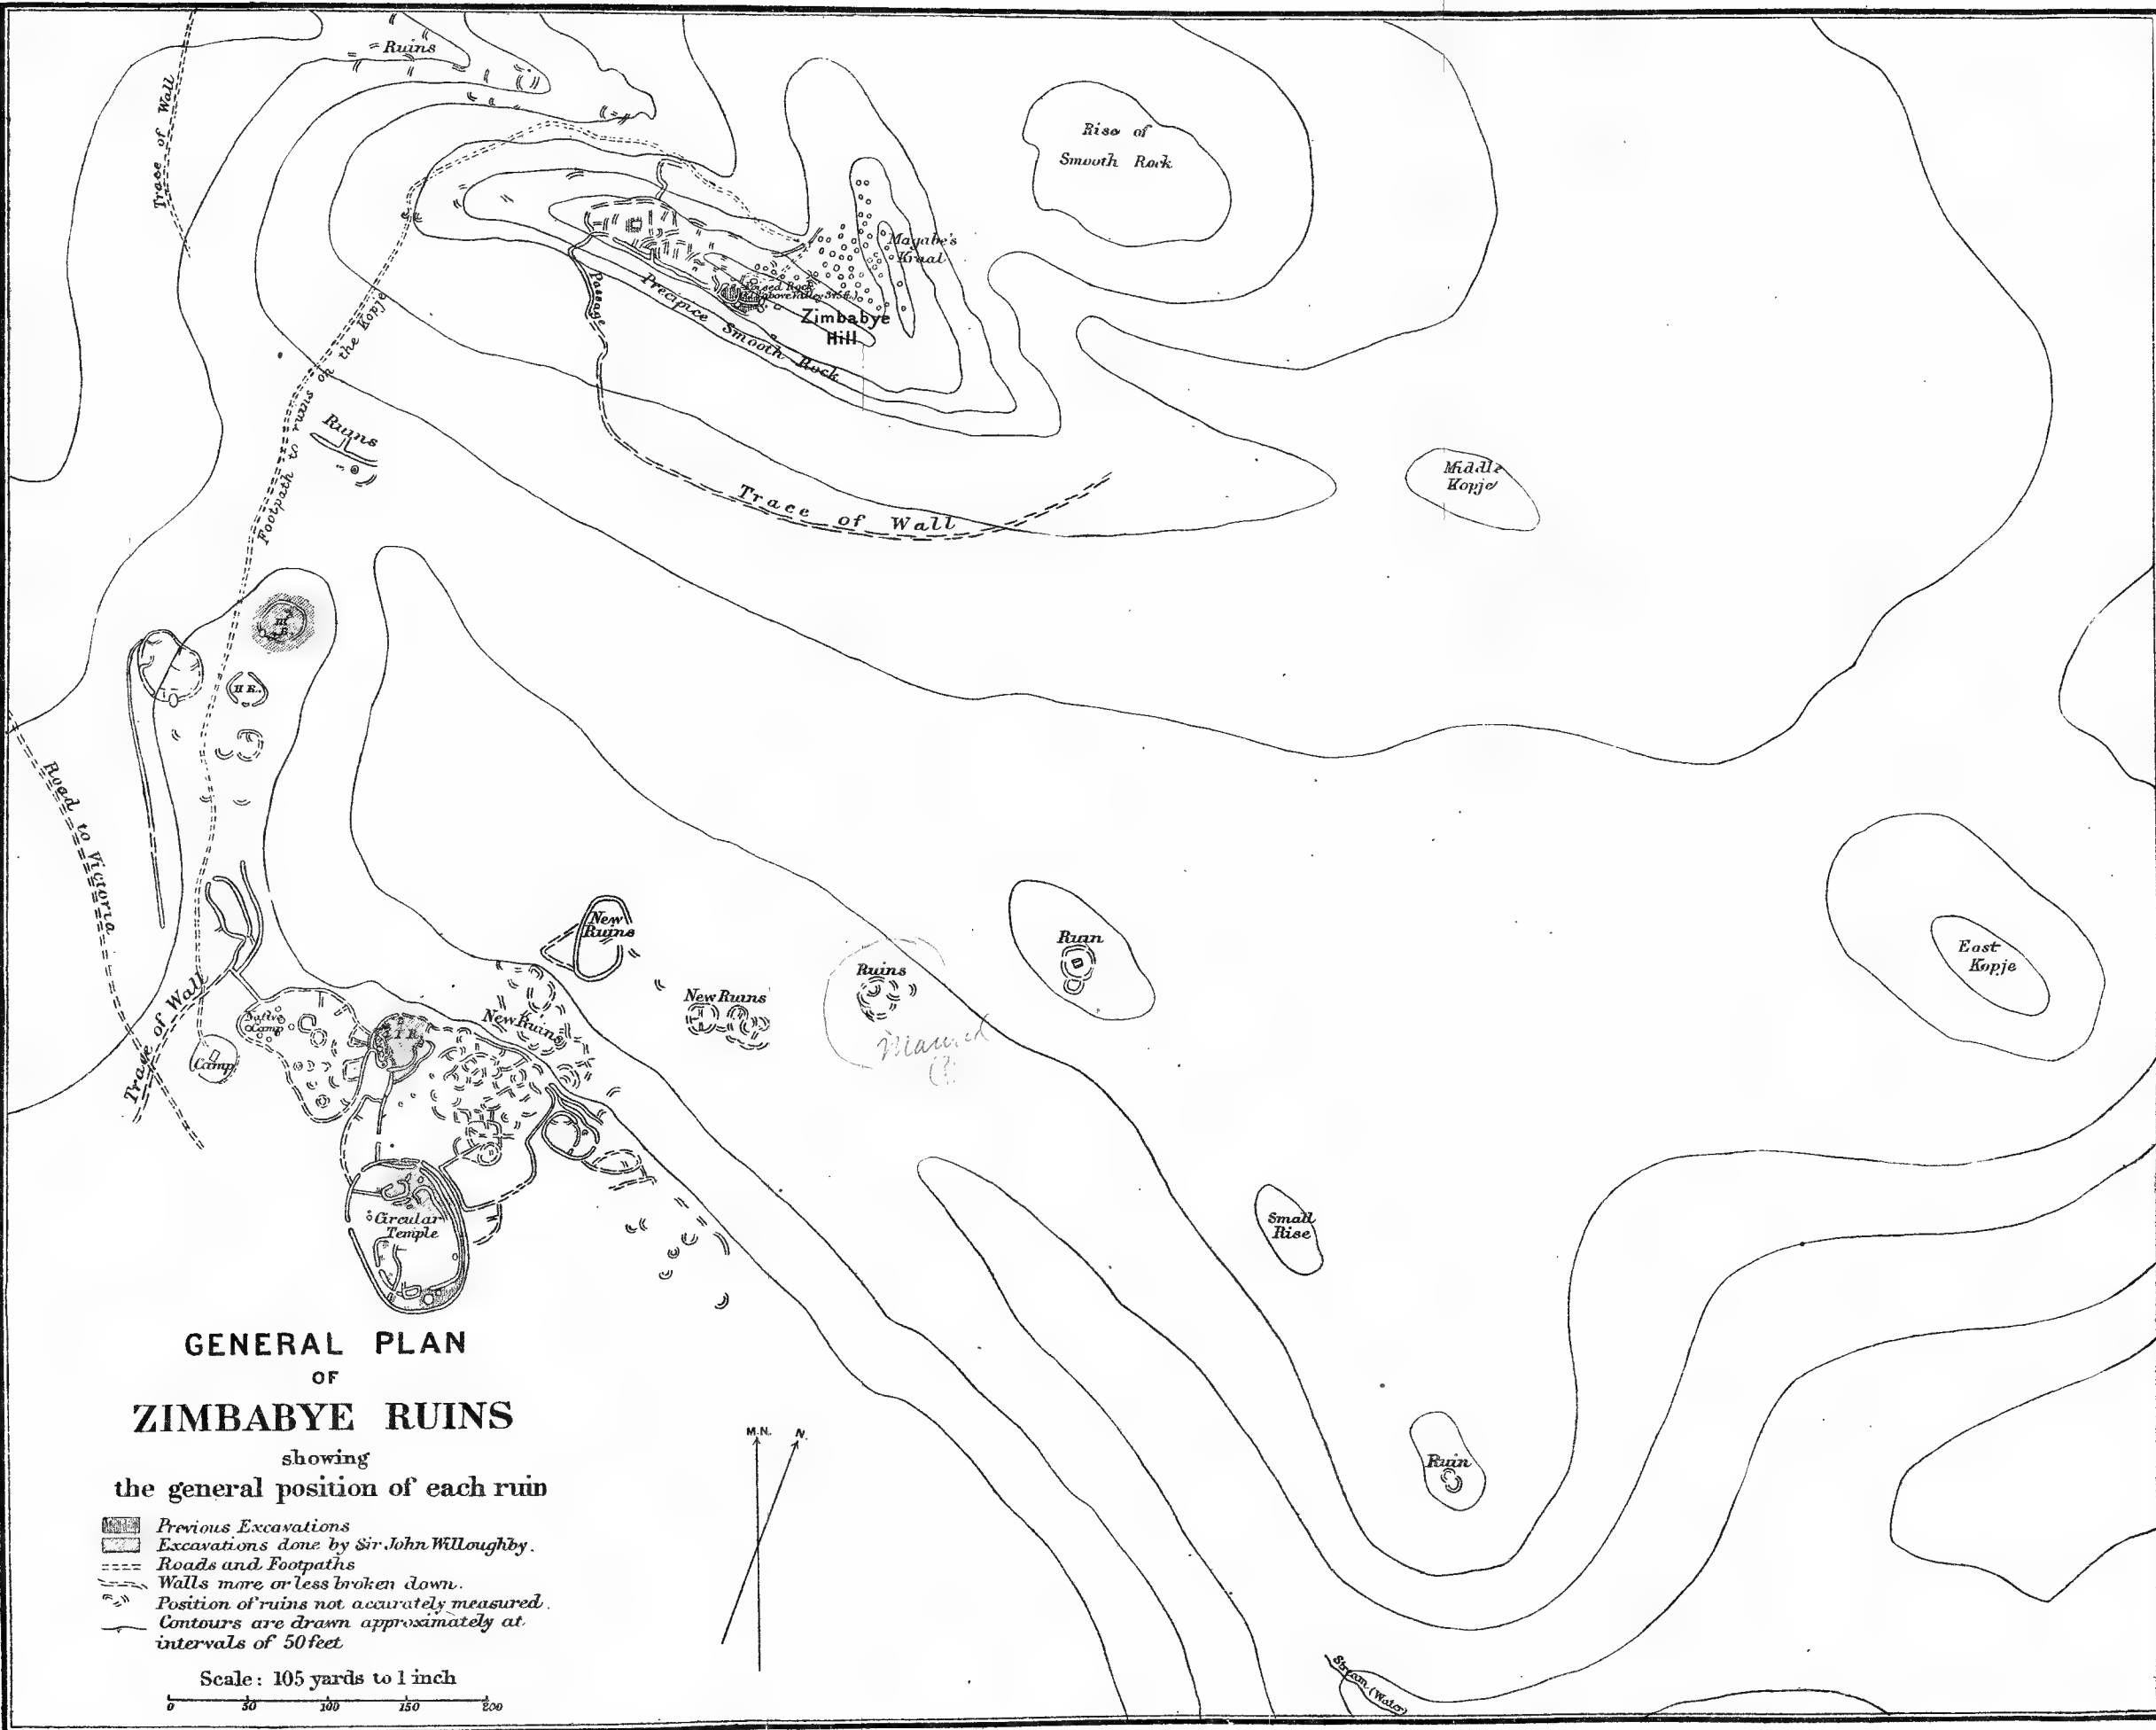 Ruins
Trace of Wall
Rise of
Smooth Rock
Magabe's
Kraal
Passage
Precipice Smooth Rock
Zimbabye
Hill
Footpath to ruins on the Kopje
Ruins
Trace of Wall
Middle
Kopje
II R.
Road to Victoria
New
Ruins
Ruin
Ruins
New Ruins
East
Kopje
Native
Camp
New Ruins
Trace of Wall
Camp
Circular
Temple
Small
Rise
Ruin
GENERAL PLAN
OF
ZIMBABYE RUINS
showing
the general position of each ruin
Previous Excavations
Excavations done by Sir John Willoughby.
Roads and Footpaths
Walls more or less broken down.
Position of ruins not accurately measured.
Contours are drawn approximately at
intervals of 50 feet
Scale: 105 yards to 1 inch
0 50 100 150 200
M.N. N.
Stream (Water)